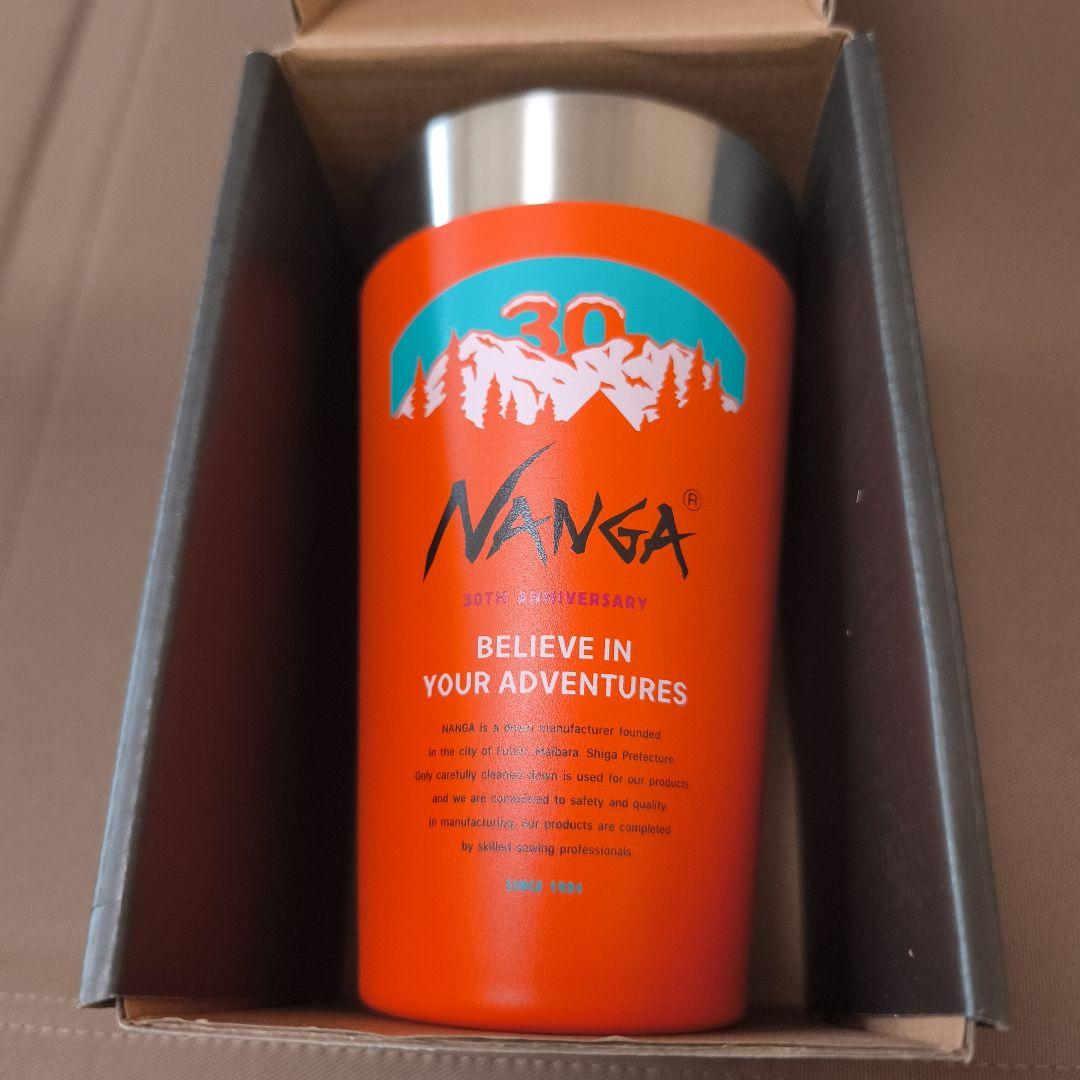 30
NANGA®
30TH ANNIVERSARY
BELIEVE IN
YOUR ADVENTURES
NANGA is a down manufacturer founded
in the city of Maibara. Shiga Prefecture.
Only carefully cleaned down is used for our products
and we are committed to safety and quality.
In manufacturing, our products are completed
by skilled sewing professionals.
SINCE 1994